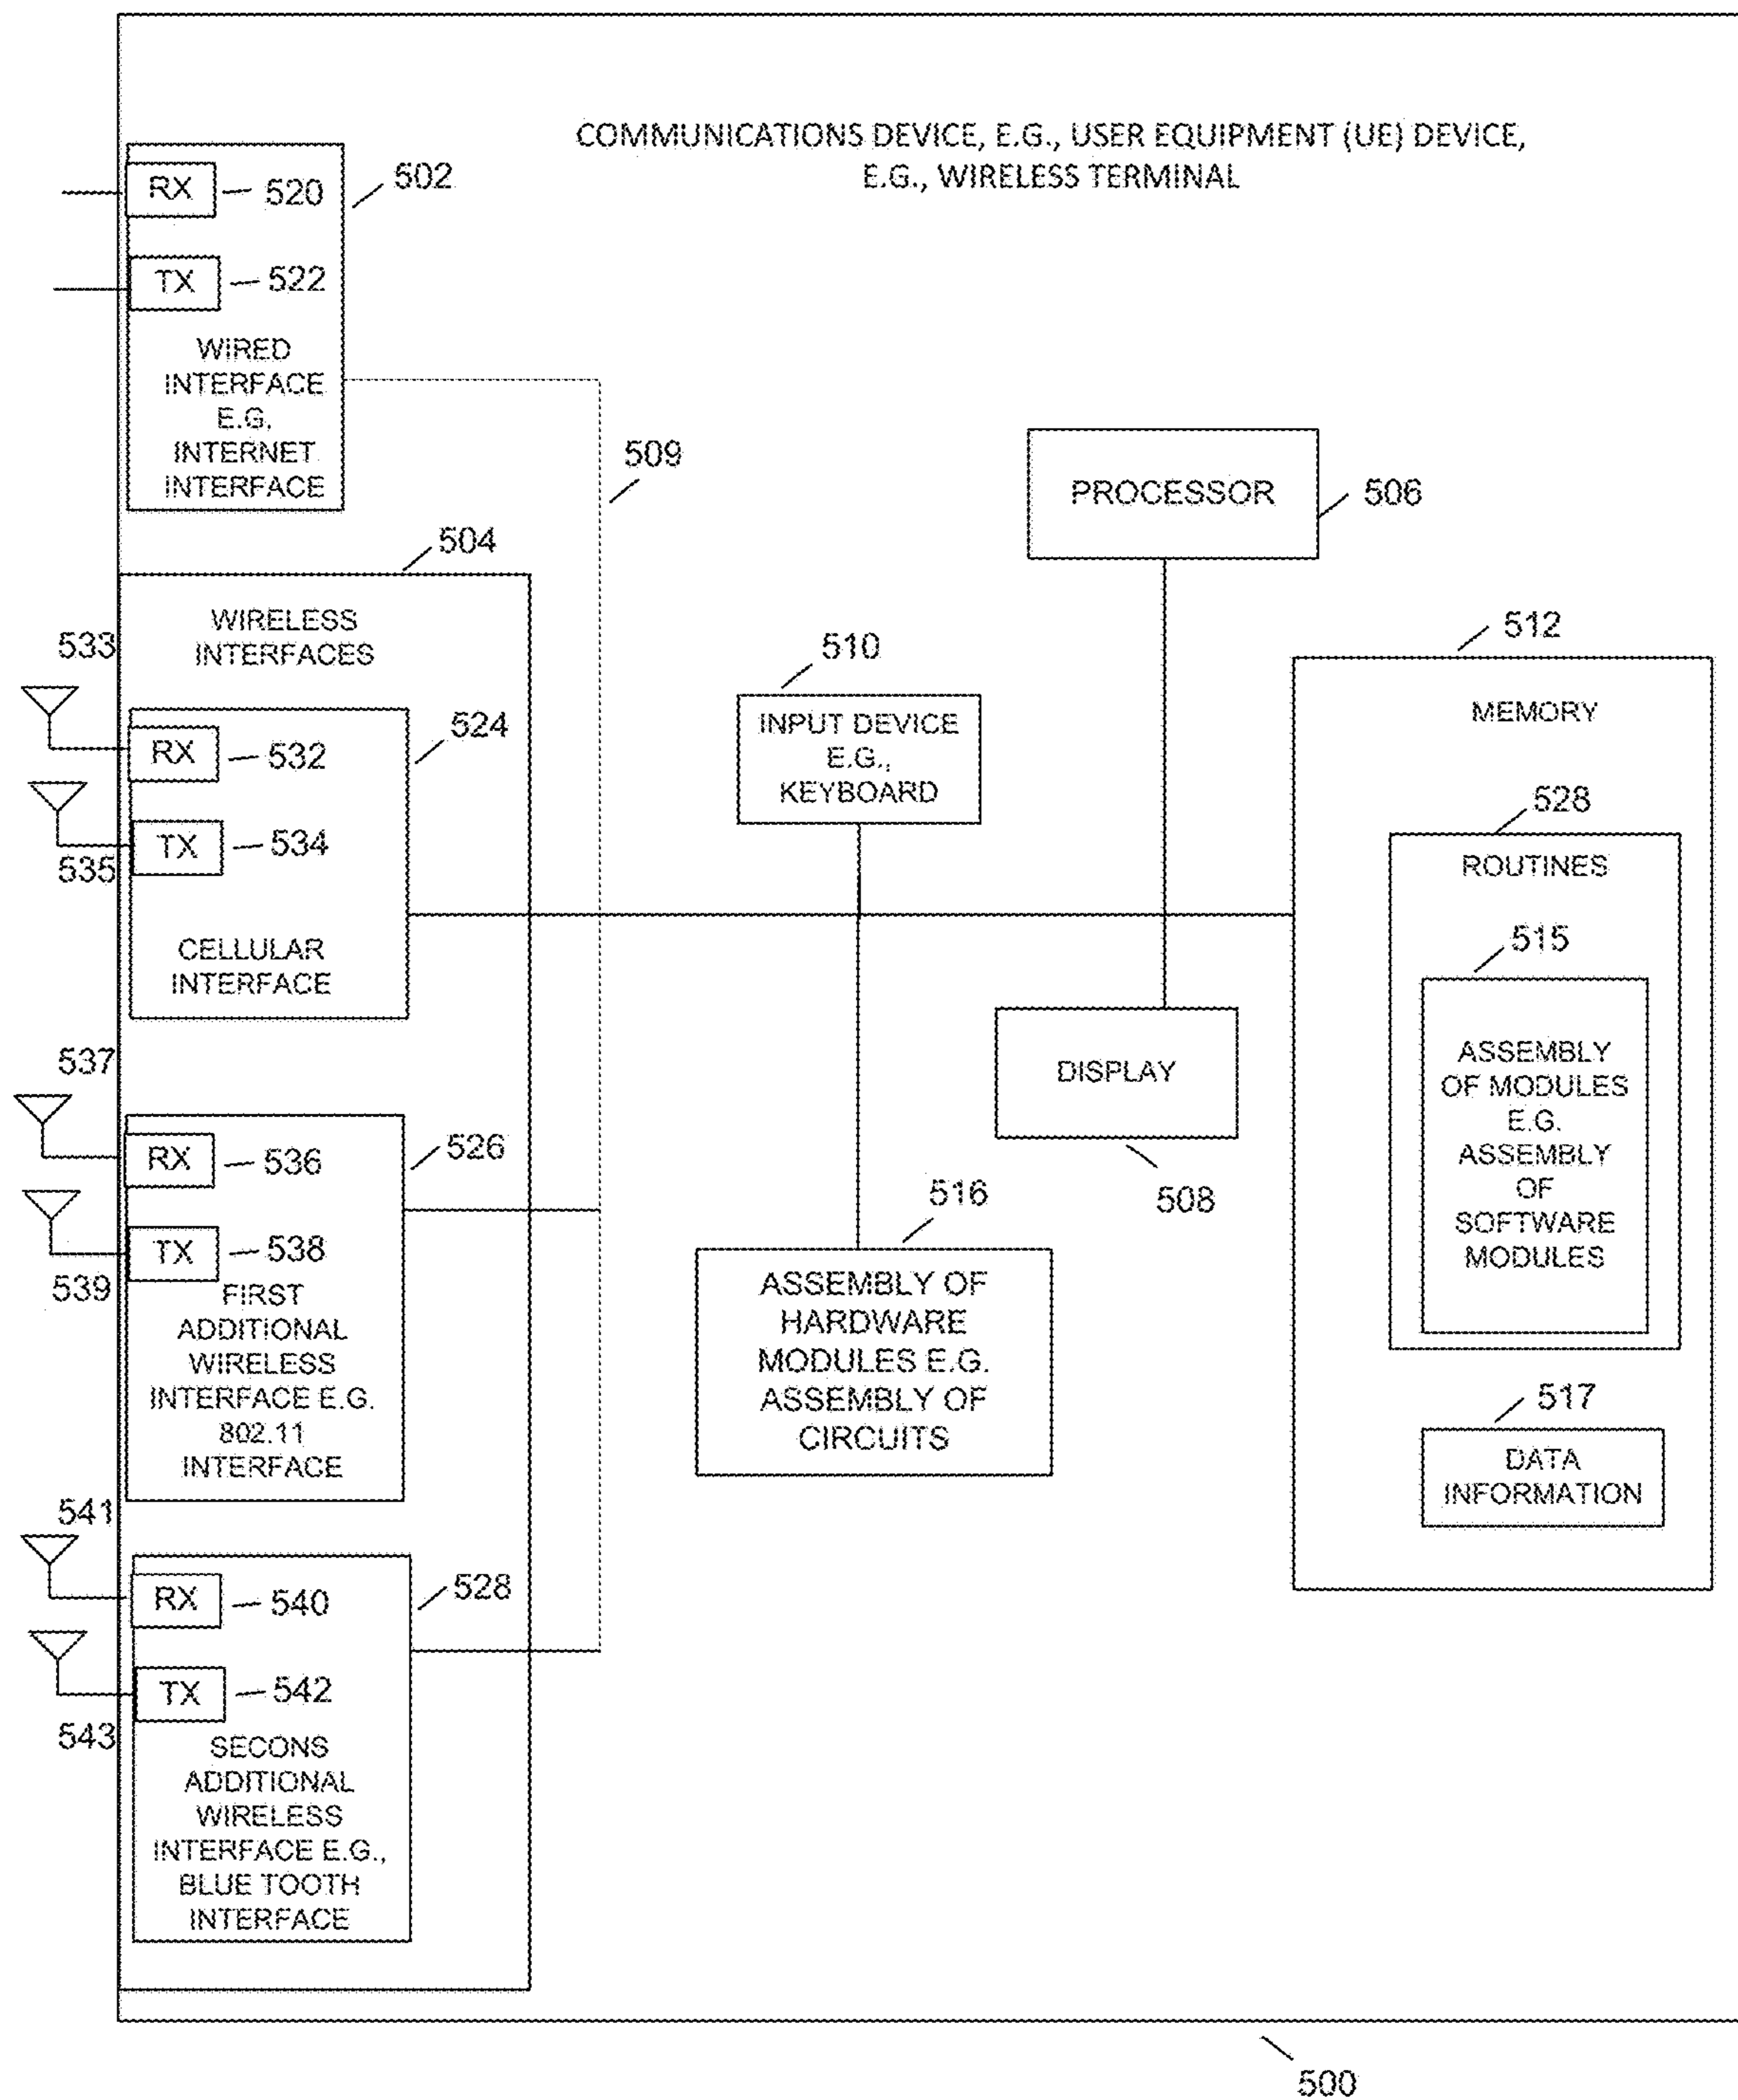 COMMUNICATIONS DEVICE, E.G., USER EQUIPMENT (UE) DEVICE,
E.G., WIRELESS TERMINAL
RX
520
502
TX
522
WIRED
INTERFACE
E.G.
INTERNET
INTERFACE
509
PROCESSOR
506
504
WIRELESS
INTERFACES
533
RX
532
524
TX
534
535
CELLULAR
INTERFACE
510
INPUT DEVICE
E.G.,
KEYBOARD
512
MEMORY
528
ROUTINES
515
ASSEMBLY
OF MODULES
E.G.
ASSEMBLY
OF
SOFTWARE
MODULES
517
DATA
INFORMATION
DISPLAY
508
516
ASSEMBLY OF
HARDWARE
MODULES E.G.
ASSEMBLY OF
CIRCUITS
537
RX
536
526
TX
538
539
FIRST
ADDITIONAL
WIRELESS
INTERFACE E.G.
802.11
INTERFACE
541
RX
540
528
TX
542
543
SECONS
ADDITIONAL
WIRELESS
INTERFACE E.G.,
BLUE TOOTH
INTERFACE
500